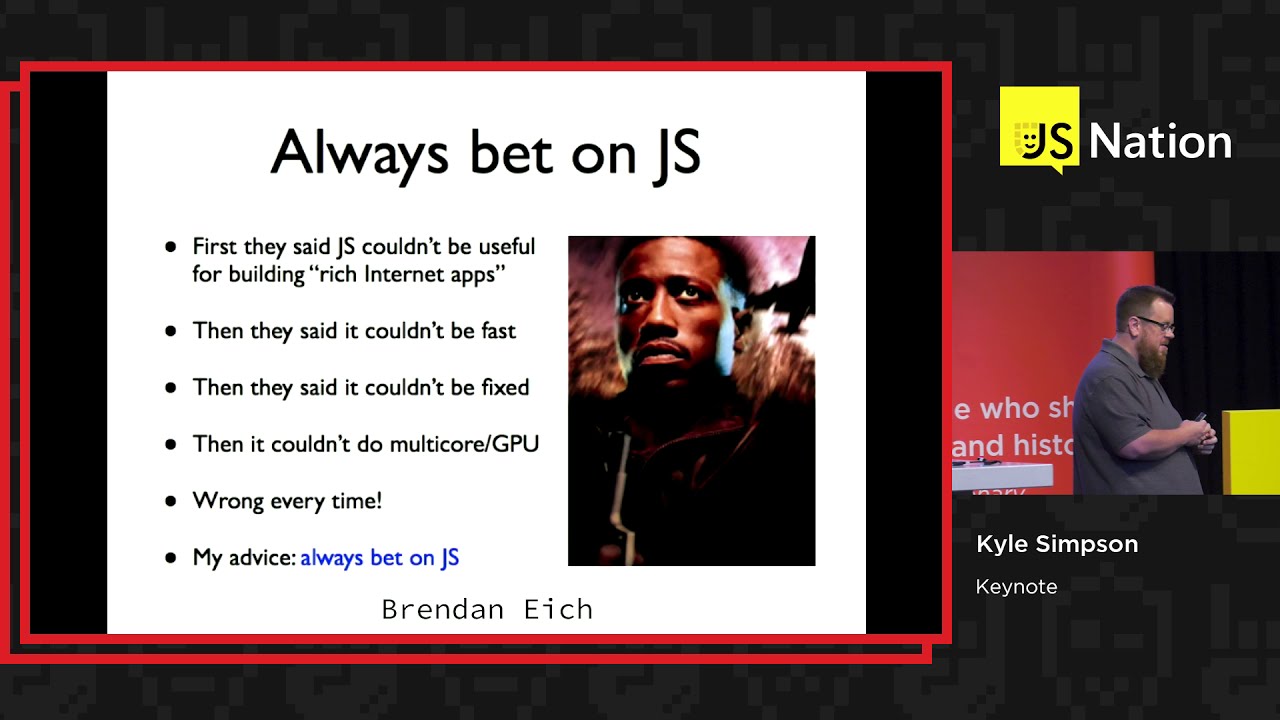 Always bet on JS
● First they said JS couldn't be useful
for building “rich Internet apps”
● Then they said it couldn't be fast
● Then they said it couldn't be fixed
● Then it couldn't do multicore/GPU
● Wrong every time!
● My advice: always bet on JS
Brendan Eich
JS Nation
e who sh
and histo
Kyle Simpson
Keynote